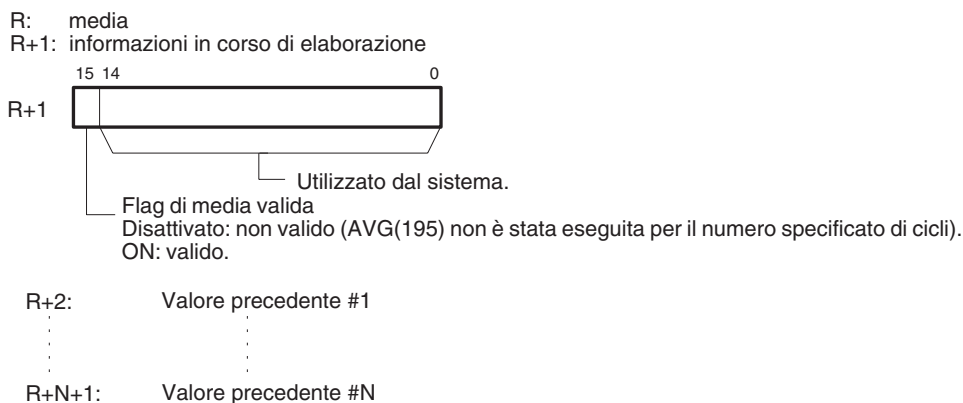 R: media
R+1: informazioni in corso di elaborazione
15 14 0
R+1
Utilizzato dal sistema.
Flag di media valida
Disattivato: non valido (AVG(195) non è stata eseguita per il numero specificato di cicli).
ON: valido.
R+2: Valore precedente #1
R+N+1: Valore precedente #N